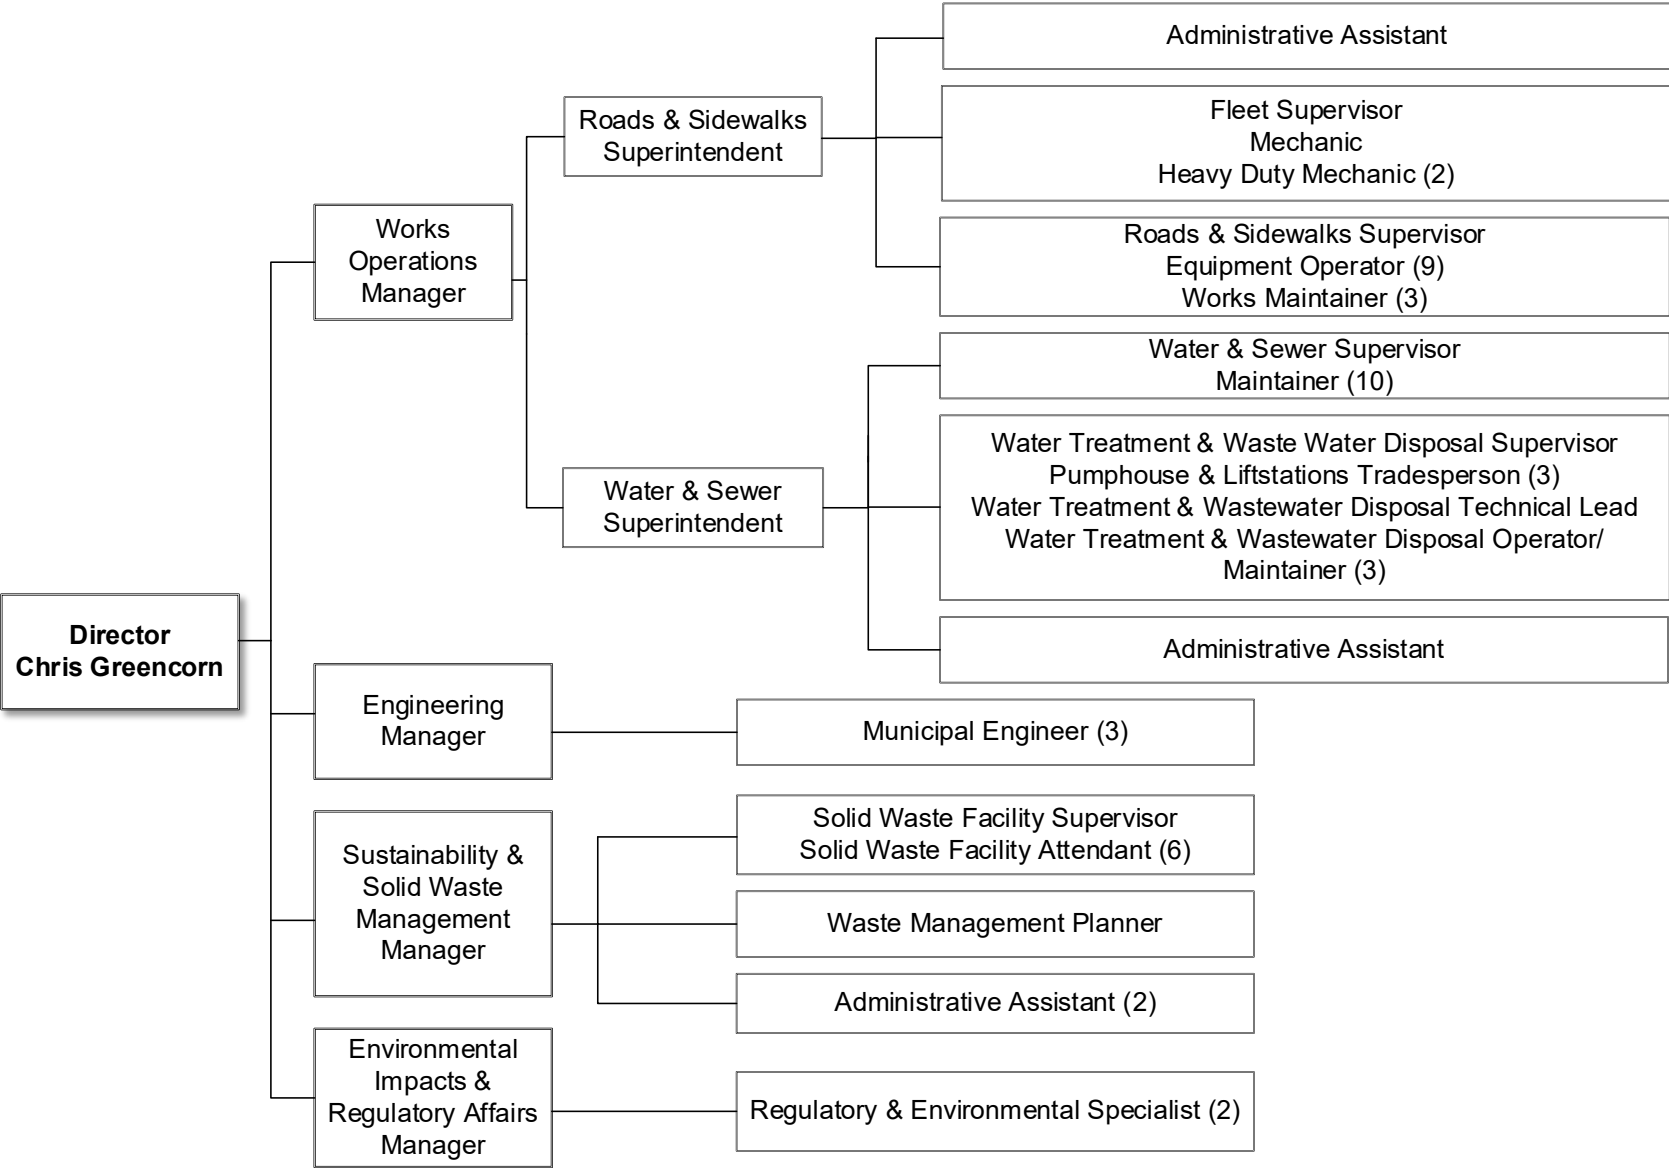 Administrative Assistant
Fleet Supervisor
Mechanic
Heavy Duty Mechanic (2)
Roads & Sidewalks
Superintendent
Roads & Sidewalks Supervisor
Equipment Operator (9)
Works Maintainer (3)
Works
Operations
Manager
Water & Sewer Supervisor
Maintainer (10)
Water & Sewer
Superintendent
Water Treatment & Waste Water Disposal Supervisor
Pumphouse & Liftstations Tradesperson (3)
Water Treatment & Wastewater Disposal Technical Lead
Water Treatment & Wastewater Disposal Operator/
Maintainer (3)
Administrative Assistant
Director
Chris Greencorn
Engineering
Manager
Municipal Engineer (3)
Sustainability &
Solid Waste
Management
Manager
Solid Waste Facility Supervisor
Solid Waste Facility Attendant (6)
Waste Management Planner
Administrative Assistant (2)
Environmental
Impacts &
Regulatory Affairs
Manager
Regulatory & Environmental Specialist (2)